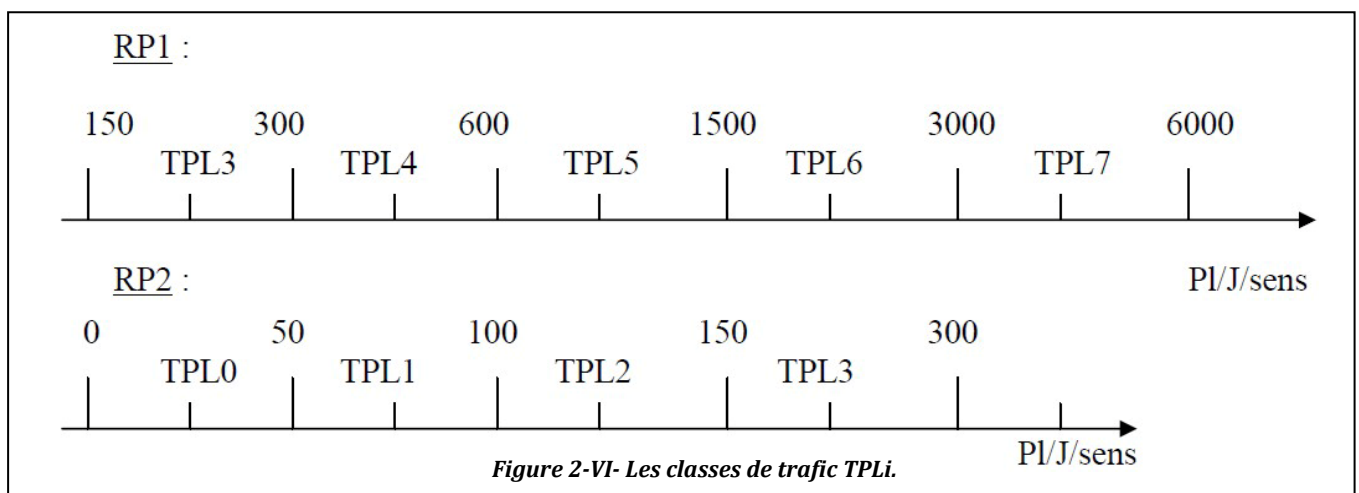 RP1 :
150 300 600 1500 3000 6000
TPL3 TPL4 TPL5 TPL6 TPL7
Pl/J/sens
RP2 :
0 50 100 150 300
TPL0 TPL1 TPL2 TPL3
Pl/J/sens
Figure 2-VI- Les classes de trafic TPLi.